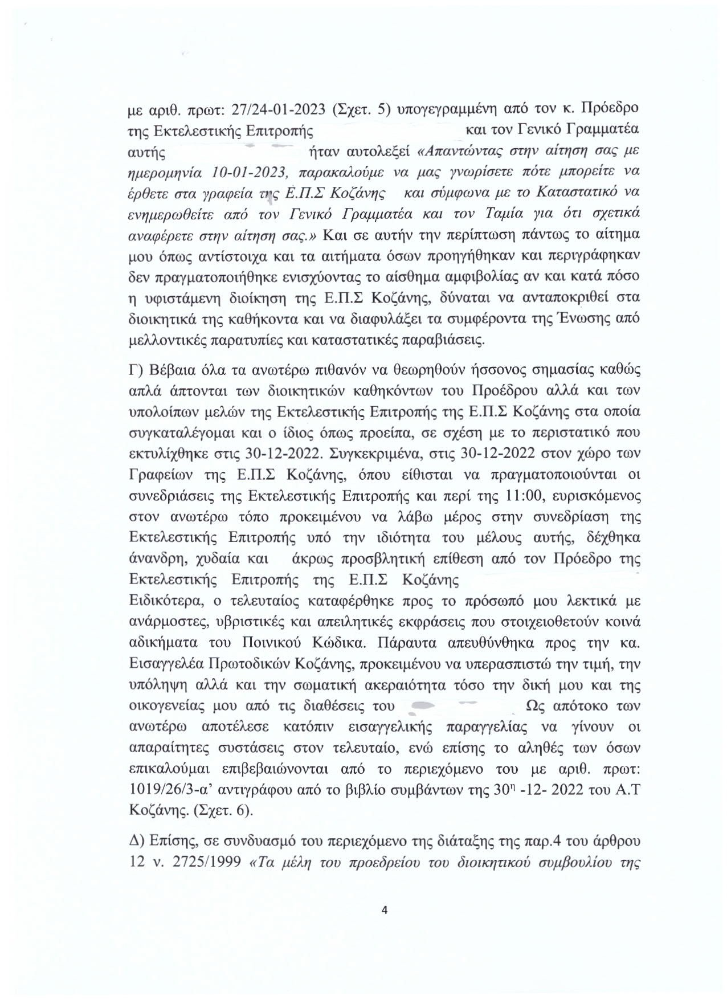 με αριθ. πρωτ: 27/24-01-2023 (Σχετ. 5) υπογεγραμμένη από τον κ. Πρόεδρο
της Εκτελεστικής Επιτροπής και τον Γενικό Γραμματέα
αυτής ήταν αυτολεξεί «Απαντώντας στην αίτηση σας με
ημερομηνία 10-01-2023, παρακαλούμε να μας γνωρίσετε πότε μπορείτε να
έρθετε στα γραφεία της Ε.Π.Σ Κοζάνης και σύμφωνα με το Καταστατικό να
ενημερωθείτε από τον Γενικό Γραμματέα και τον Ταμία για ότι σχετικά
αναφέρετε στην αίτηση σας.» Και σε αυτήν την περίπτωση πάντως το αίτημα
μου όπως αντίστοιχα και τα αιτήματα όσων προηγήθηκαν και περιγράφηκαν
δεν πραγματοποιήθηκε ενισχύοντας το αίσθημα αμφιβολίας αν και κατά πόσο
η υφιστάμενη διοίκηση της Ε.Π.Σ Κοζάνης, δύναται να ανταποκριθεί στα
διοικητικά της καθήκοντα και να διαφυλάξει τα συμφέροντα της Ένωσης από
μελλοντικές παρατυπίες και καταστατικές παραβιάσεις.
Γ) Βέβαια όλα τα ανωτέρω πιθανόν να θεωρηθούν ήσσονος σημασίας καθώς
απλά άπτονται των διοικητικών καθηκόντων του Προέδρου αλλά και των
υπολοίπων μελών της Εκτελεστικής Επιτροπής της Ε.Π.Σ Κοζάνης στα οποία
συγκαταλέγομαι και ο ίδιος όπως προείπα, σε σχέση με το περιστατικό που
εκτυλίχθηκε στις 30-12-2022. Συγκεκριμένα, στις 30-12-2022 στον χώρο των
Γραφείων της Ε.Π.Σ Κοζάνης, όπου είθισται να πραγματοποιούνται οι
συνεδριάσεις της Εκτελεστικής Επιτροπής και περί της 11:00, ευρισκόμενος
στον ανωτέρω τόπο προκειμένου να λάβω μέρος στην συνεδρίαση της
Εκτελεστικής Επιτροπής υπό την ιδιότητα του μέλους αυτής, δέχθηκα
άνανδρη, χυδαία και άκρως προσβλητική επίθεση από τον Πρόεδρο της
Εκτελεστικής Επιτροπής της Ε.Π.Σ Κοζάνης
Ειδικότερα, ο τελευταίος καταφέρθηκε προς το πρόσωπό μου λεκτικά με
ανάρμοστες, υβριστικές και απειλητικές εκφράσεις που στοιχειοθετούν κοινά
αδικήματα του Ποινικού Κώδικα. Πάραυτα απευθύνθηκα προς την κα.
Εισαγγελέα Πρωτοδικών Κοζάνης, προκειμένου να υπερασπιστώ την τιμή, την
υπόληψη αλλά και την σωματική ακεραιότητα τόσο την δική μου και της
οικογενείας μου από τις διαθέσεις του Ως απότοκο των
ανωτέρω αποτέλεσε κατόπιν εισαγγελικής παραγγελίας να γίνουν οι
απαραίτητες συστάσεις στον τελευταίο, ενώ επίσης το αληθές των όσων
επικαλούμαι επιβεβαιώνονται από το περιεχόμενο του με αριθ. πρωτ:
1019/26/3-α’ αντιγράφου από το βιβλίο συμβάντων της 30η -12- 2022 του Α.Τ
Κοζάνης. (Σχετ. 6).
Δ) Επίσης, σε συνδυασμό του περιεχόμενο της διάταξης της παρ.4 του άρθρου
12 ν. 2725/1999 «Τα μέλη του προεδρείου του διοικητικού συμβουλίου της
4